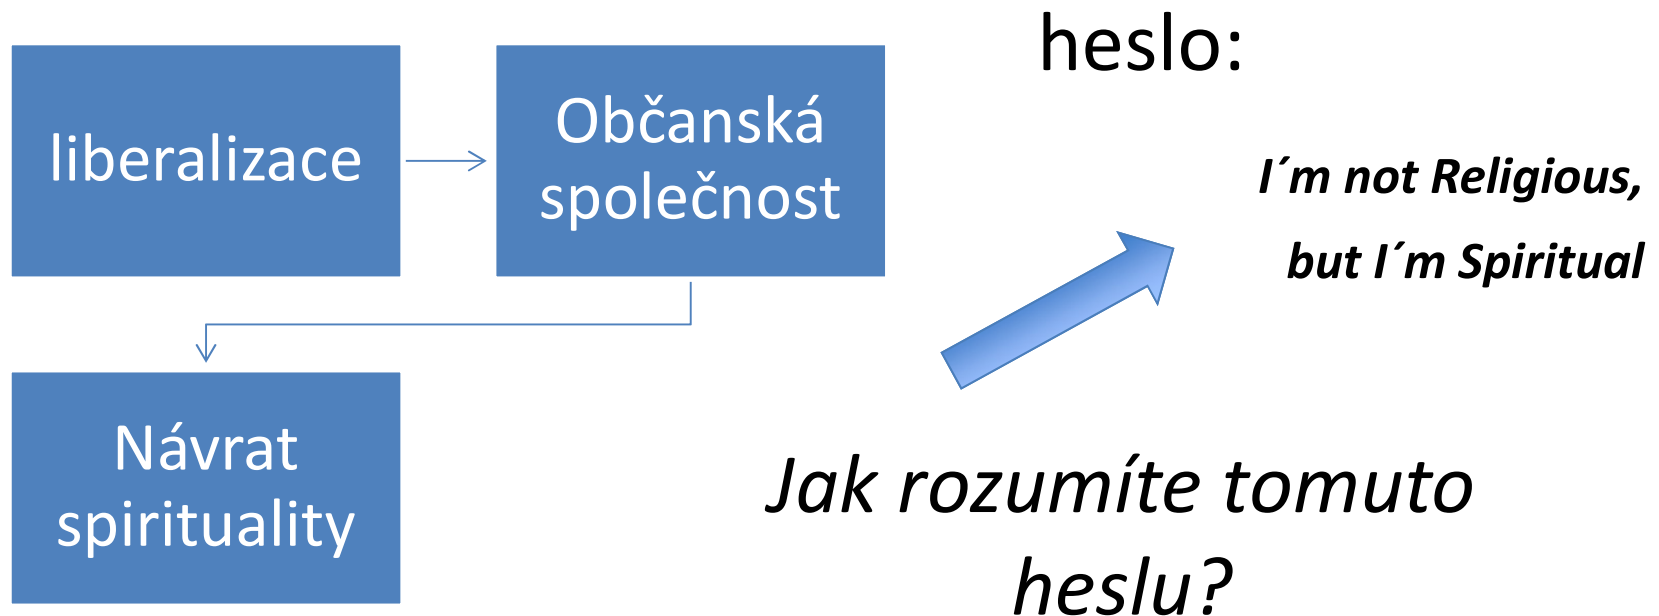 liberalizace
Občanská
společnost
Návrat
spirituality
heslo:
I´m not Religious,
but I´m Spiritual
Jak rozumíte tomuto
heslu?